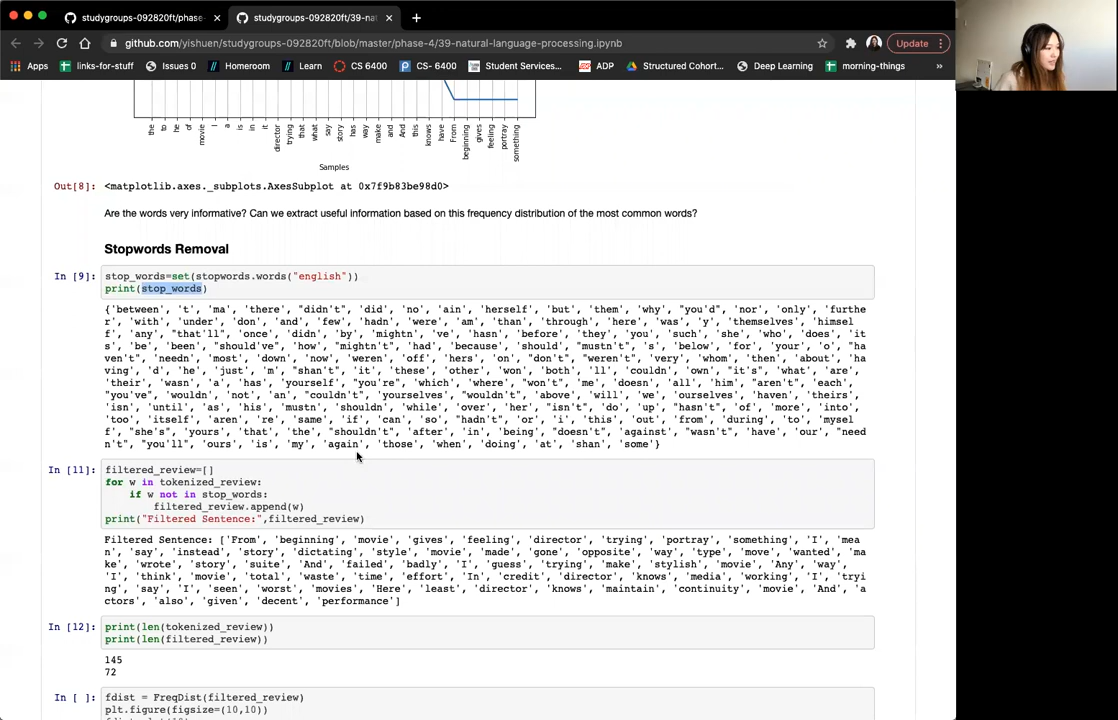 studygroups-092820ft/phase-
studygroups-092820ft/39-nat
github.com/yishuen/studygroups-092820ft/blob/master/phase-4/39-natural-language-processing.ipynb
Update
Apps links-for-stuff Issues 0 Homeroom Learn CS 6400 CS- 6400 Student Services... ADP Structured Cohort... Deep Learning morning-things »
the to he of movie I a is in it director trying that what say story has way make and And this knows have From beginning gives feeling portray something
Samples
Out[8]: <matplotlib.axes._subplots.AxesSubplot at 0x7f9b83be98d0>
Are the words very informative? Can we extract useful information based on this frequency distribution of the most common words?
Stopwords Removal
In [9]: stop_words=set(stopwords.words("english"))
print(stop_words)
{'between', 't', 'ma', 'there', "didn't", 'did', 'no', 'ain', 'herself', 'but', 'them', 'why', "you'd", 'nor', 'only', 'furthe
r', 'with', 'under', 'don', 'and', 'few', 'hadn', 'were', 'am', 'than', 'through', 'here', 'was', 'y', 'themselves', 'himsel
f', 'any', "that'll", 'once', 'didn', 'by', 'mightn', 've', 'hasn', 'before', 'they', 'you', 'such', 'she', 'who', 'does', 'it
s', 'be', 'been', "should've", 'how', "mightn't", 'had', 'because', 'should', "mustn't", 's', 'below', 'for', 'your', 'o', "ha
ven't", 'needn', 'most', 'down', 'now', 'weren', 'off', 'hers', 'on', "don't", "weren't", 'very', 'whom', 'then', 'about', 'ha
ving', 'd', 'he', 'just', 'm', "shan't", 'it', 'these', 'other', 'won', 'both', 'll', 'couldn', 'own', "it's", 'what', 'are',
'their', 'wasn', 'a', 'has', 'yourself', "you're", 'which', 'where', "won't", 'me', 'doesn', 'all', 'him', "aren't", 'each',
"you've", 'wouldn', 'not', 'an', "couldn't", 'yourselves', "wouldn't", 'above', 'will', 'we', 'ourselves', 'haven', 'theirs',
'isn', 'until', 'as', 'his', 'mustn', 'shouldn', 'while', 'over', 'her', "isn't", 'do', 'up', "hasn't", 'of', 'more', 'into',
'too', 'itself', 'aren', 're', 'same', 'if', 'can', 'so', "hadn't", 'or', 'i', 'this', 'out', 'from', 'during', 'to', 'mysel
f', "she's", 'yours', 'that', 'the', "shouldn't", 'after', 'in', 'being', "doesn't", 'against', "wasn't", 'have', 'our', "need
n't", "you'll", 'ours', 'is', 'my', 'again', 'those', 'when', 'doing', 'at', 'shan', 'some'}
In [11]: filtered_review=[]
for w in tokenized_review:
if w not in stop_words:
filtered_review.append(w)
print("Filtered Sentence:",filtered_review)
Filtered Sentence: ['From', 'beginning', 'movie', 'gives', 'feeling', 'director', 'trying', 'portray', 'something', 'I', 'mea
n', 'say', 'instead', 'story', 'dictating', 'style', 'movie', 'made', 'gone', 'opposite', 'way', 'type', 'move', 'wanted', 'ma
ke', 'wrote', 'story', 'suite', 'And', 'failed', 'badly', 'I', 'guess', 'trying', 'make', 'stylish', 'movie', 'Any', 'way',
'I', 'think', 'movie', 'total', 'waste', 'time', 'effort', 'In', 'credit', 'director', 'knows', 'media', 'working', 'I', 'tryi
ng', 'say', 'I', 'seen', 'worst', 'movies', 'Here', 'least', 'director', 'knows', 'maintain', 'continuity', 'movie', 'And', 'a
ctors', 'also', 'given', 'decent', 'performance']
In [12]: print(len(tokenized_review))
print(len(filtered_review))
145
72
In [ ]: fdist = FreqDist(filtered_review)
plt.figure(figsize=(10,10))